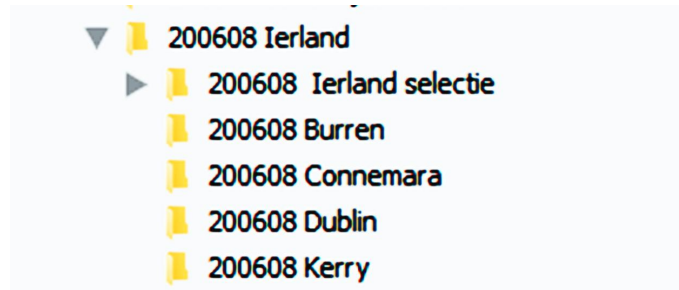 200608 Ierland
200608  Ierland selectie
200608 Burren
200608 Connemara
200608 Dublin
200608 Kerry